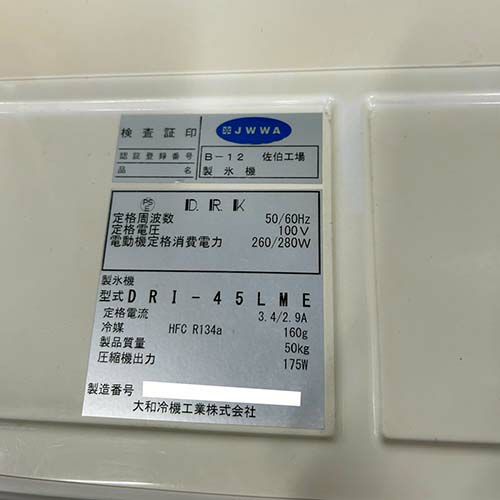 検査証印 JWWA
認証登録番号 B-12 佐伯工場
品名 製氷機
PS E D.R.K
定格周波数 50/60Hz
定格電圧 100V
電動機定格消費電力 260/280W
製氷機
型式 DRI-45LME
定格電流 3.4/2.9A
冷媒 HFC R134a 160g
製品質量 50kg
圧縮機出力 175W
製造番号
大和冷機工業株式会社